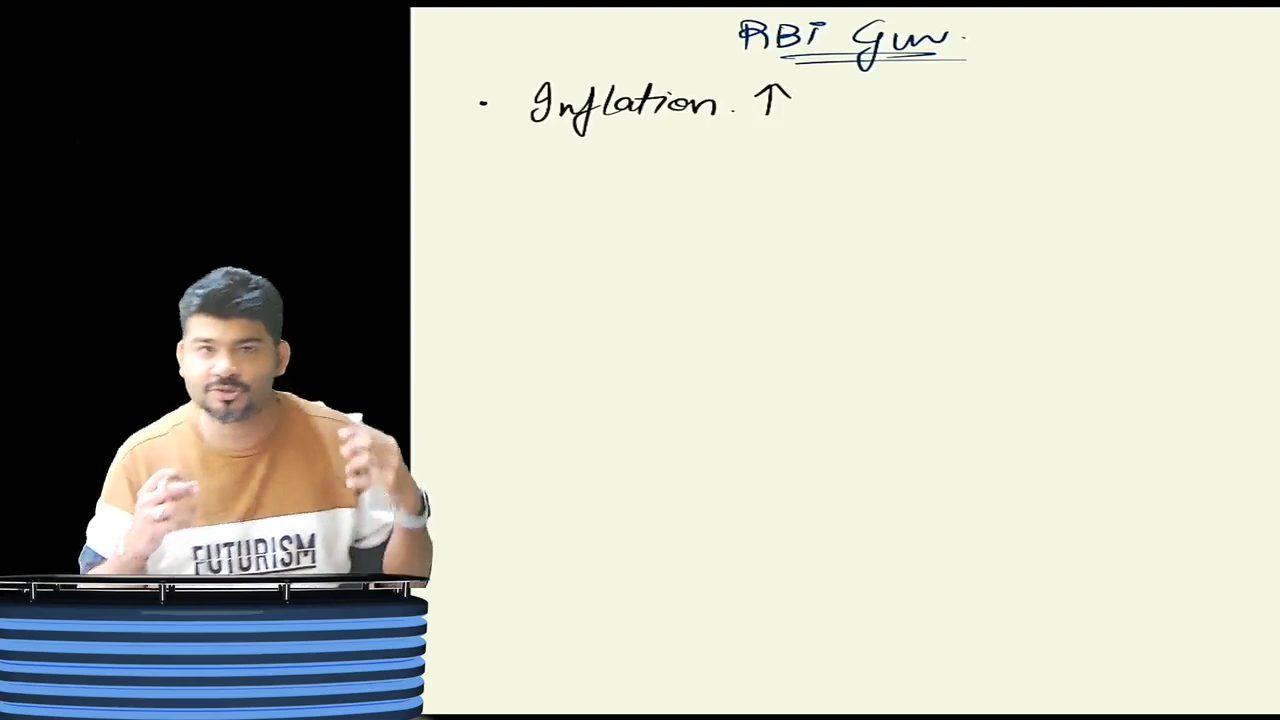 RBi Guv.
• Inflation. ↑
FUTURISM